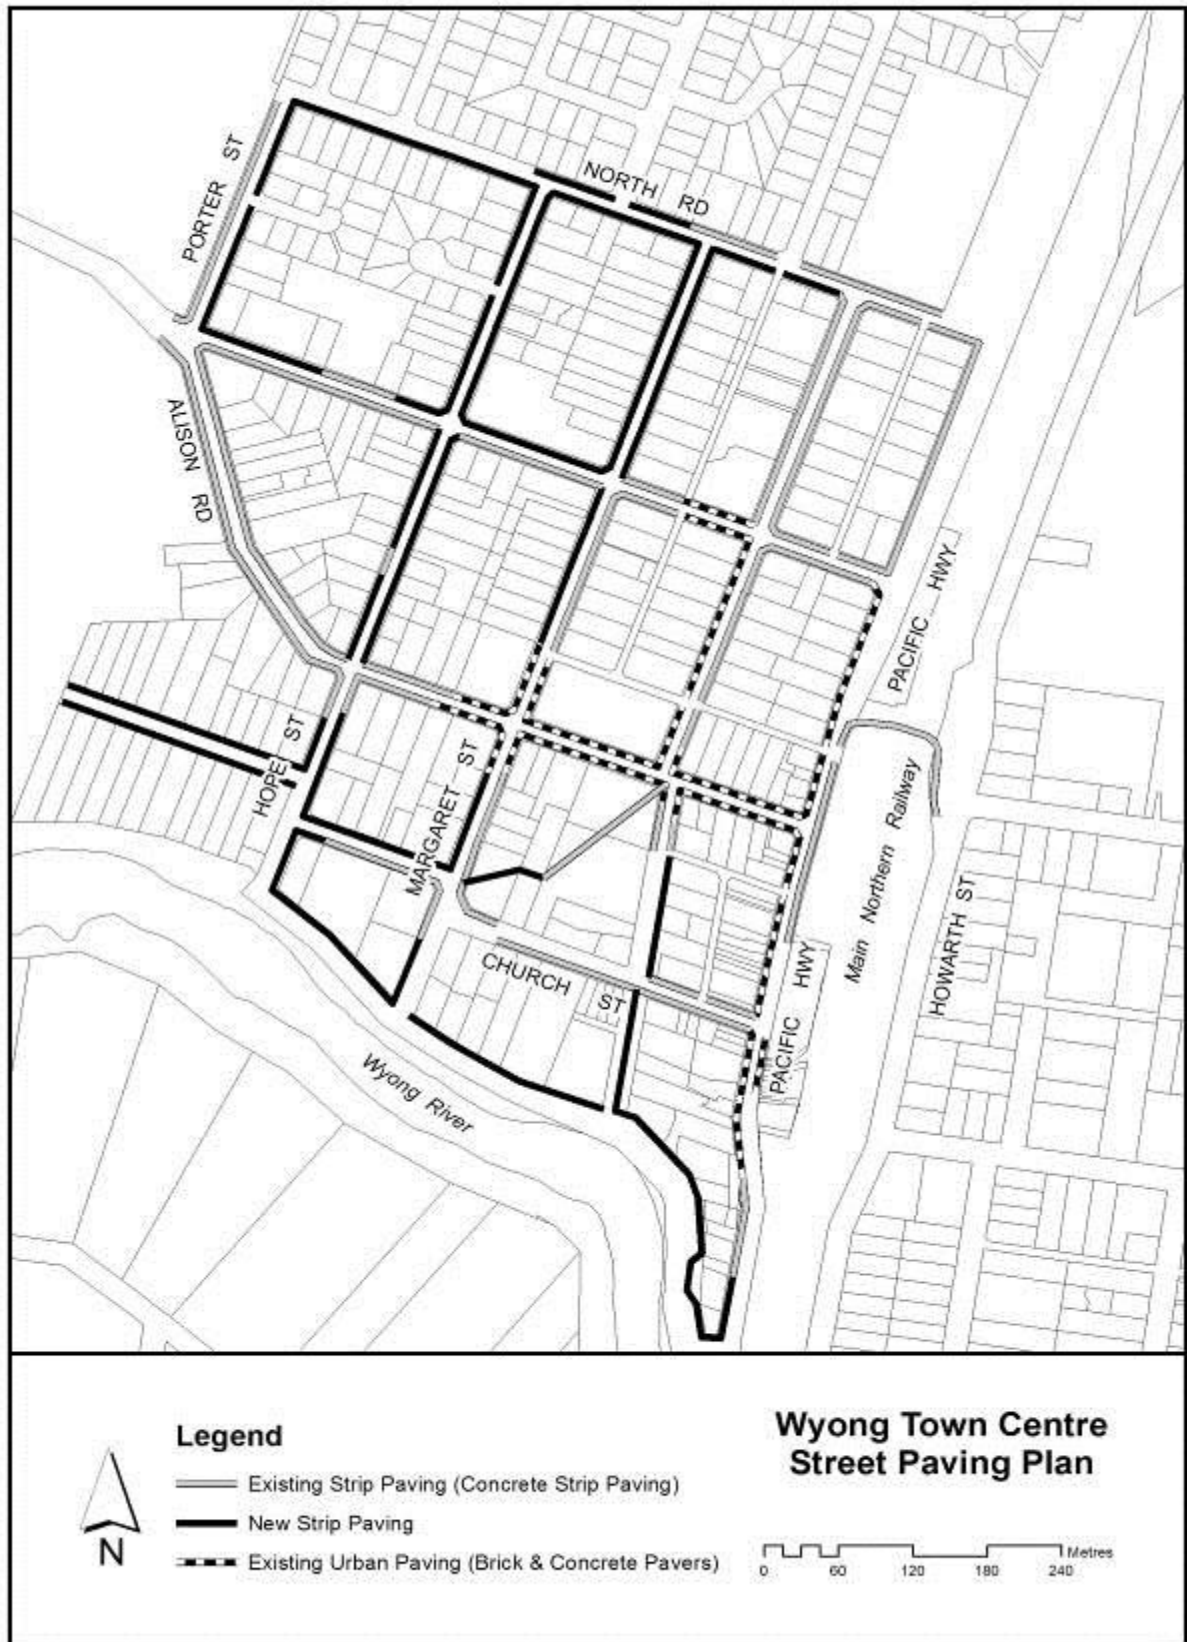 NORTH RD
PORTER ST
ALISON RD
PACIFIC HWY
HOPE ST
MARGARET ST
Main Northern Railway
HOWARTH ST
CHURCH ST
PACIFIC HWY
Wyong River
Legend
Existing Strip Paving (Concrete Strip Paving)
New Strip Paving
Existing Urban Paving (Brick & Concrete Pavers)
N
Wyong Town Centre
Street Paving Plan
Metres
0 60 120 180 240